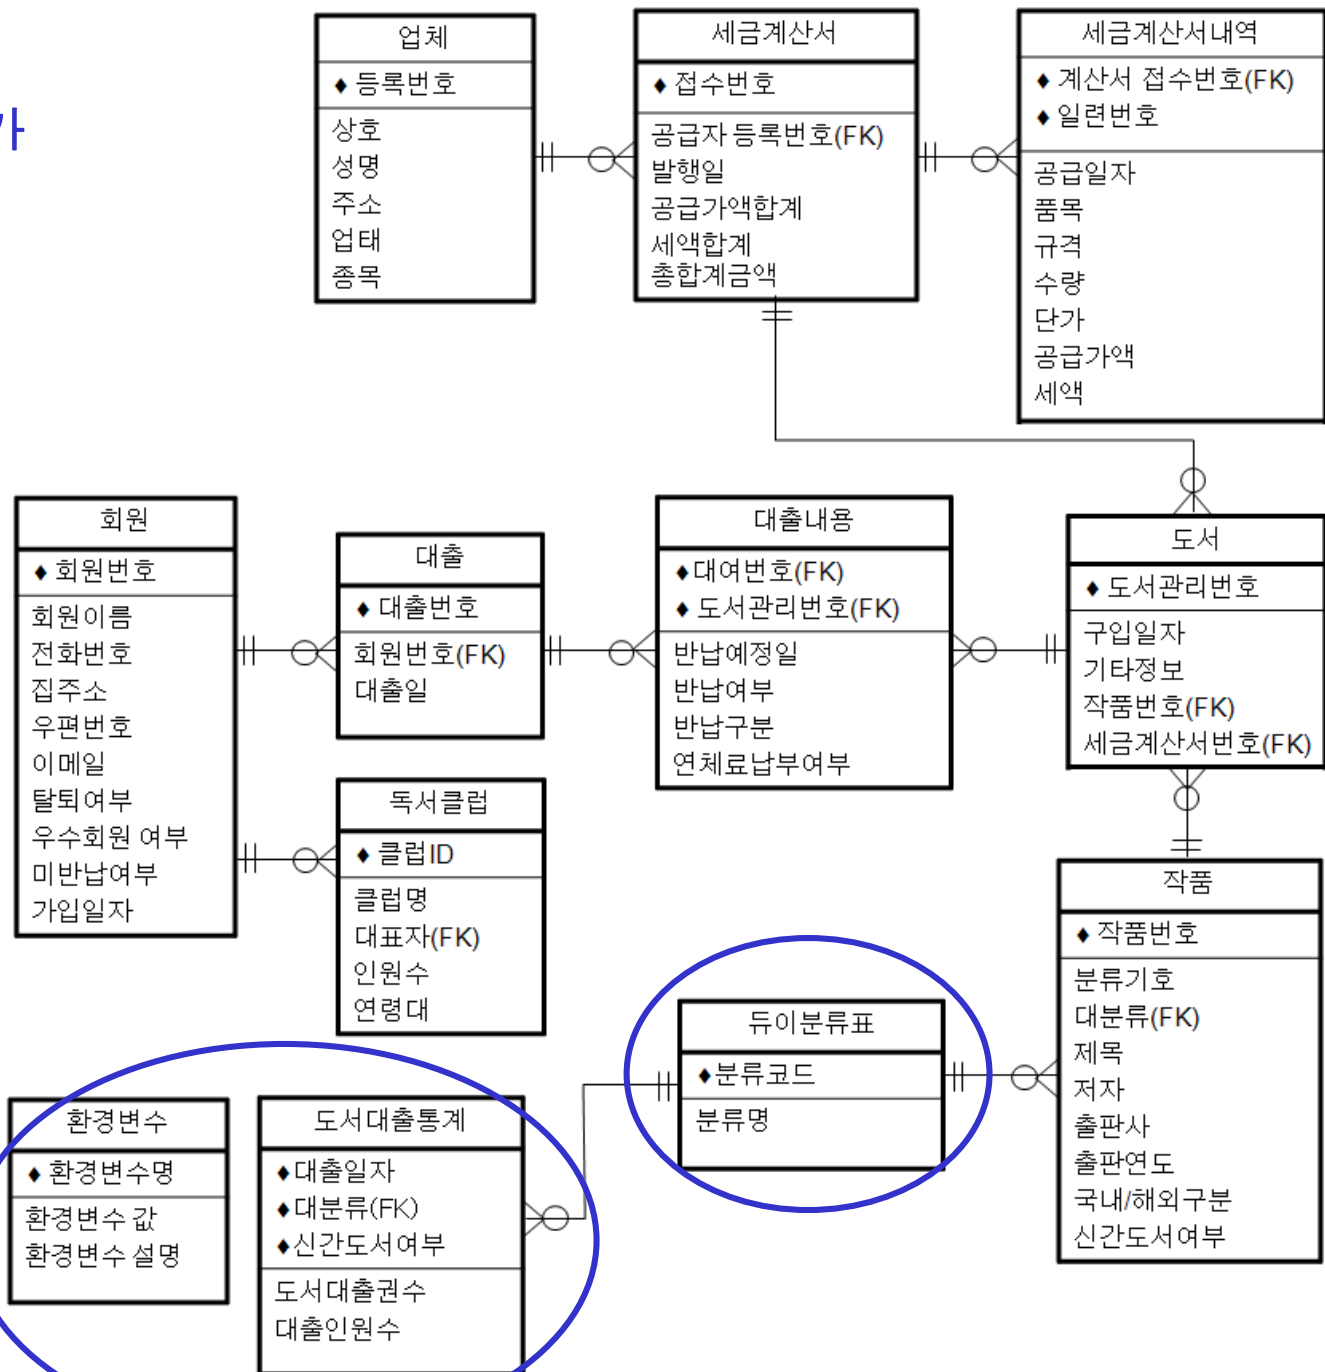 가
업체
♦ 등록번호
상호
성명
주소
업태
종목
세금계산서
♦ 접수번호
공급자 등록번호(FK)
발행일
공급가액합계
세액합계
총합계금액
세금계산서내역
♦ 계산서 접수번호(FK)
♦ 일련번호
공급일자
품목
규격
수량
단가
공급가액
세액
회원
♦ 회원번호
회원이름
전화번호
집주소
우편번호
이메일
탈퇴여부
우수회원 여부
미반납여부
가입일자
대출
♦ 대출번호
회원번호(FK)
대출일
대출내용
♦대여번호(FK)
♦ 도서관리번호(FK)
반납예정일
반납여부
반납구분
연체료납부여부
도서
♦ 도서관리번호
구입일자
기타정보
작품번호(FK)
세금계산서번호(FK)
독서클럽
♦ 클럽ID
클럽명
대표자(FK)
인원수
연령대
작품
♦ 작품번호
분류기호
대분류(FK)
제목
저자
출판사
출판연도
국내/해외구분
신간도서여부
듀이분류표
♦분류코드
분류명
환경변수
♦ 환경변수명
환경변수 값
환경변수 설명
도서대출통계
♦대출일자
♦대분류(FK)
♦신간도서여부
도서대출권수
대출인원수